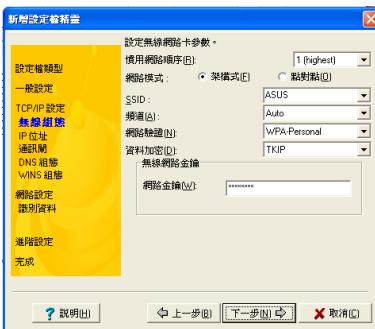 新增設定檔精靈
設定檔類型
一般設定
TCP/IP 設定
無線組態
IP 位址
通訊閘
DNS 組態
WINS 組態
網路設定
識別資料
進階設定
完成
設定無線網路卡參數。
慣用網路順序(R): 1 (highest)
網路模式: 架構式(F) 點對點(O)
SSID: ASUS
頻道(A): Auto
網路驗證(N): WPA-Personal
資料加密(D): TKIP
無線網路金鑰
網路金鑰(W): ********
說明(H) 上一步(B) 下一步(N) 取消(C)